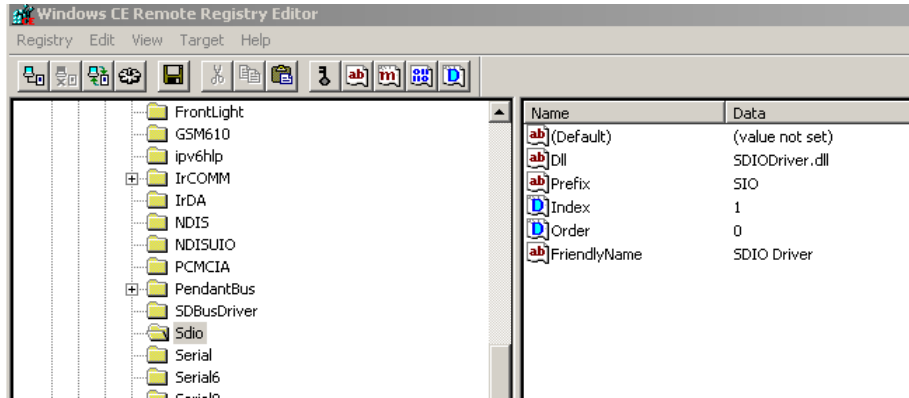 Windows CE Remote Registry Editor
Registry Edit View Target Help
FrontLight
GSM610
ipv6hlp
IrCOMM
IrDA
NDIS
NDISUIO
PCMCIA
PendantBus
SDBusDriver
Sdio
Serial
Serial6
Name Data
(Default) (value not set)
Dll SDIODriver.dll
Prefix SIO
Index 1
Order 0
FriendlyName SDIO Driver